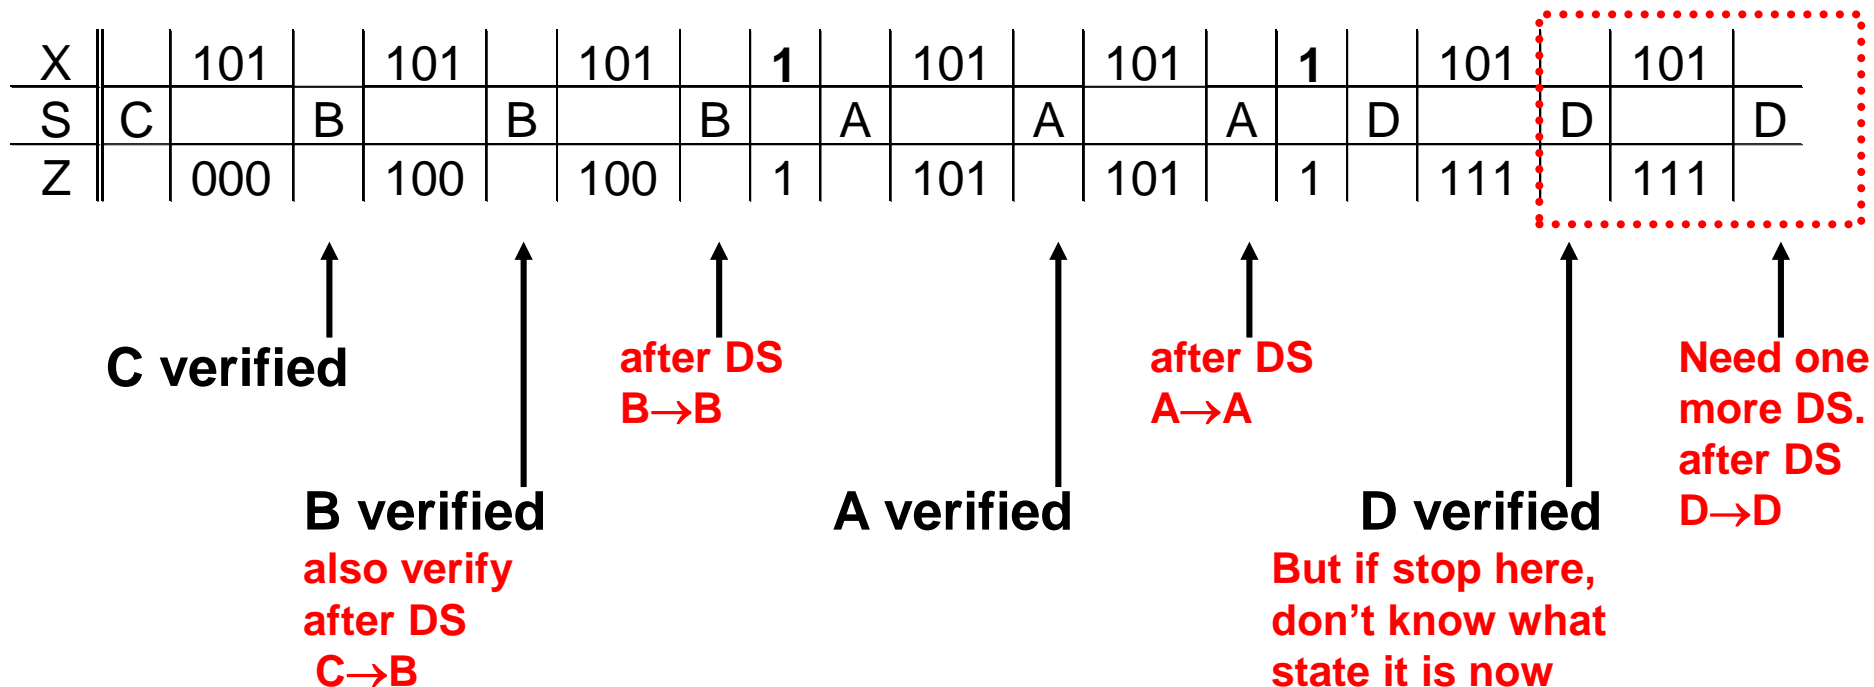 X 101 101 101 1 101 101 1 101 101
S C B B B A A A D D D
Z 000 100 100 1 101 101 1 111 111
C verified
after DS
B→B
after DS
A→A
Need one
more DS.
after DS
D→D
B verified
also verify
after DS
C→B
A verified
D verified
But if stop here,
don’t know what
state it is now